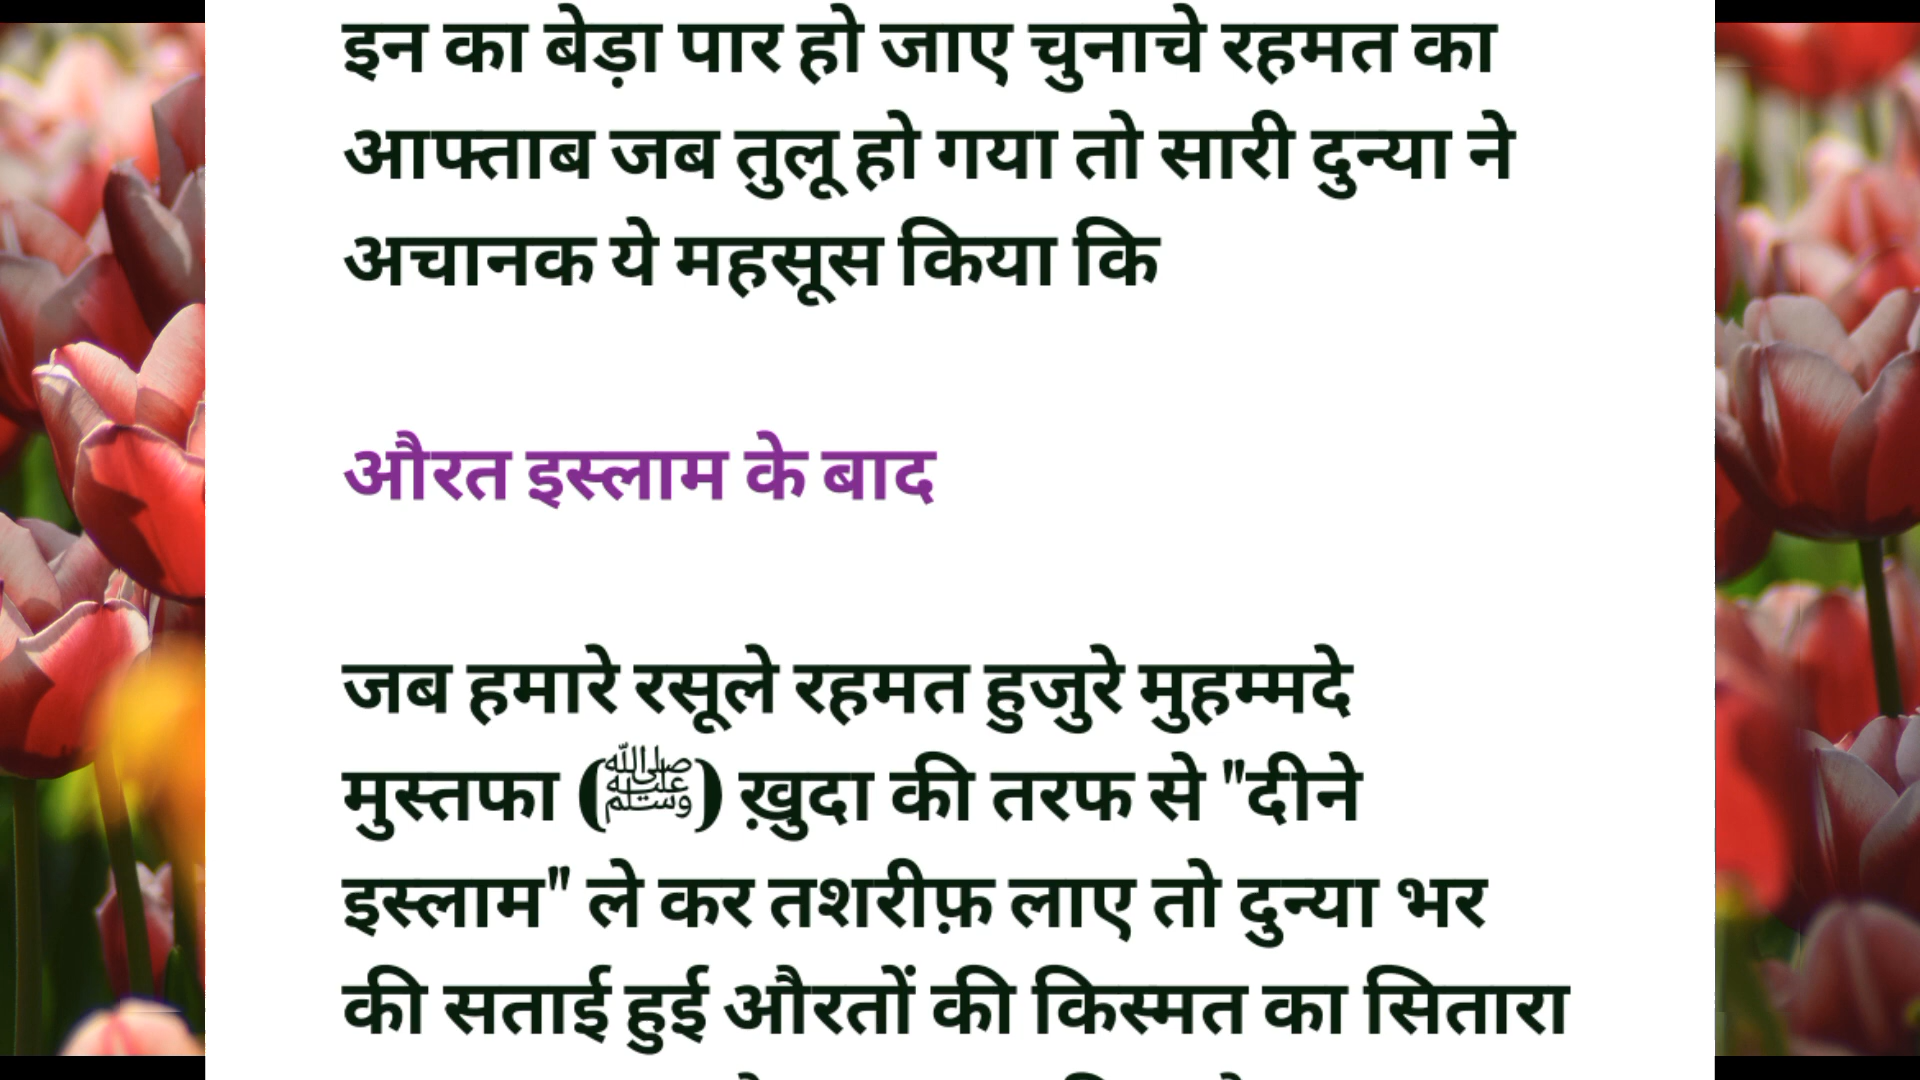 इन का बेड़ा पार हो जाए चुनाचे रहमत का
आफ्ताब जब तुलू हो गया तो सारी दुन्या ने
अचानक ये महसूस किया कि
औरत इस्लाम के बाद
जब हमारे रसूले रहमत हुजुरे मुहम्मदे
मुस्तफा (ﷺ) ख़ुदा की तरफ से "दीने
इस्लाम" ले कर तशरीफ़ लाए तो दुन्या भर
की सताई हुई औरतों की किस्मत का सितारा